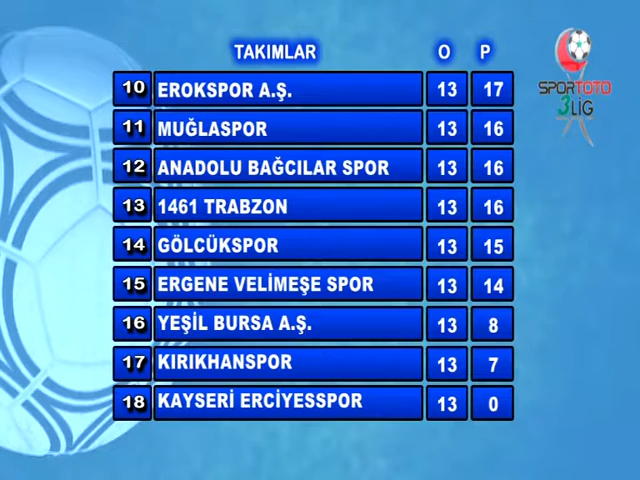 TAKIMLAR O P
10 EROKSPOR A.Ş. 13 17
11 MUĞLASPOR 13 16
12 ANADOLU BAĞCILAR SPOR 13 16
13 1461 TRABZON 13 16
14 GÖLCÜKSPOR 13 15
15 ERGENE VELİMEŞE SPOR 13 14
16 YEŞİL BURSA A.Ş. 13 8
17 KIRIKHANSPOR 13 7
18 KAYSERİ ERCİYESSPOR 13 0
SPORTOTO
3LİG